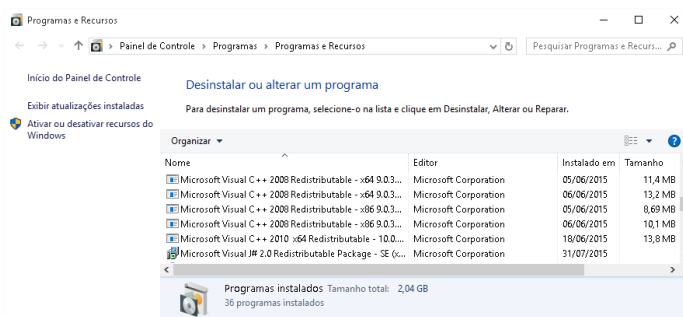 Programas e Recursos
Painel de Controle > Programas > Programas e Recursos
Pesquisar Programas e Recurs...
Início do Painel de Controle
Exibir atualizações instaladas
Ativar ou desativar recursos do
Windows
Desinstalar ou alterar um programa
Para desinstalar um programa, selecione-o na lista e clique em Desinstalar, Alterar ou Reparar.
Organizar
Nome Editor Instalado em Tamanho
Microsoft Visual C++ 2008 Redistributable - x64 9.0.3... Microsoft Corporation 05/06/2015 11,4 MB
Microsoft Visual C++ 2008 Redistributable - x64 9.0.3... Microsoft Corporation 06/06/2015 13,2 MB
Microsoft Visual C++ 2008 Redistributable - x86 9.0.3... Microsoft Corporation 05/06/2015 8,69 MB
Microsoft Visual C++ 2008 Redistributable - x86 9.0.3... Microsoft Corporation 06/06/2015 10,1 MB
Microsoft Visual C++ 2010 x64 Redistributable - 10.0.... Microsoft Corporation 18/06/2015 13,8 MB
Microsoft Visual J# 2.0 Redistributable Package - SE (x... Microsoft Corporation 31/07/2015
Programas instalados Tamanho total: 2,04 GB
36 programas instalados